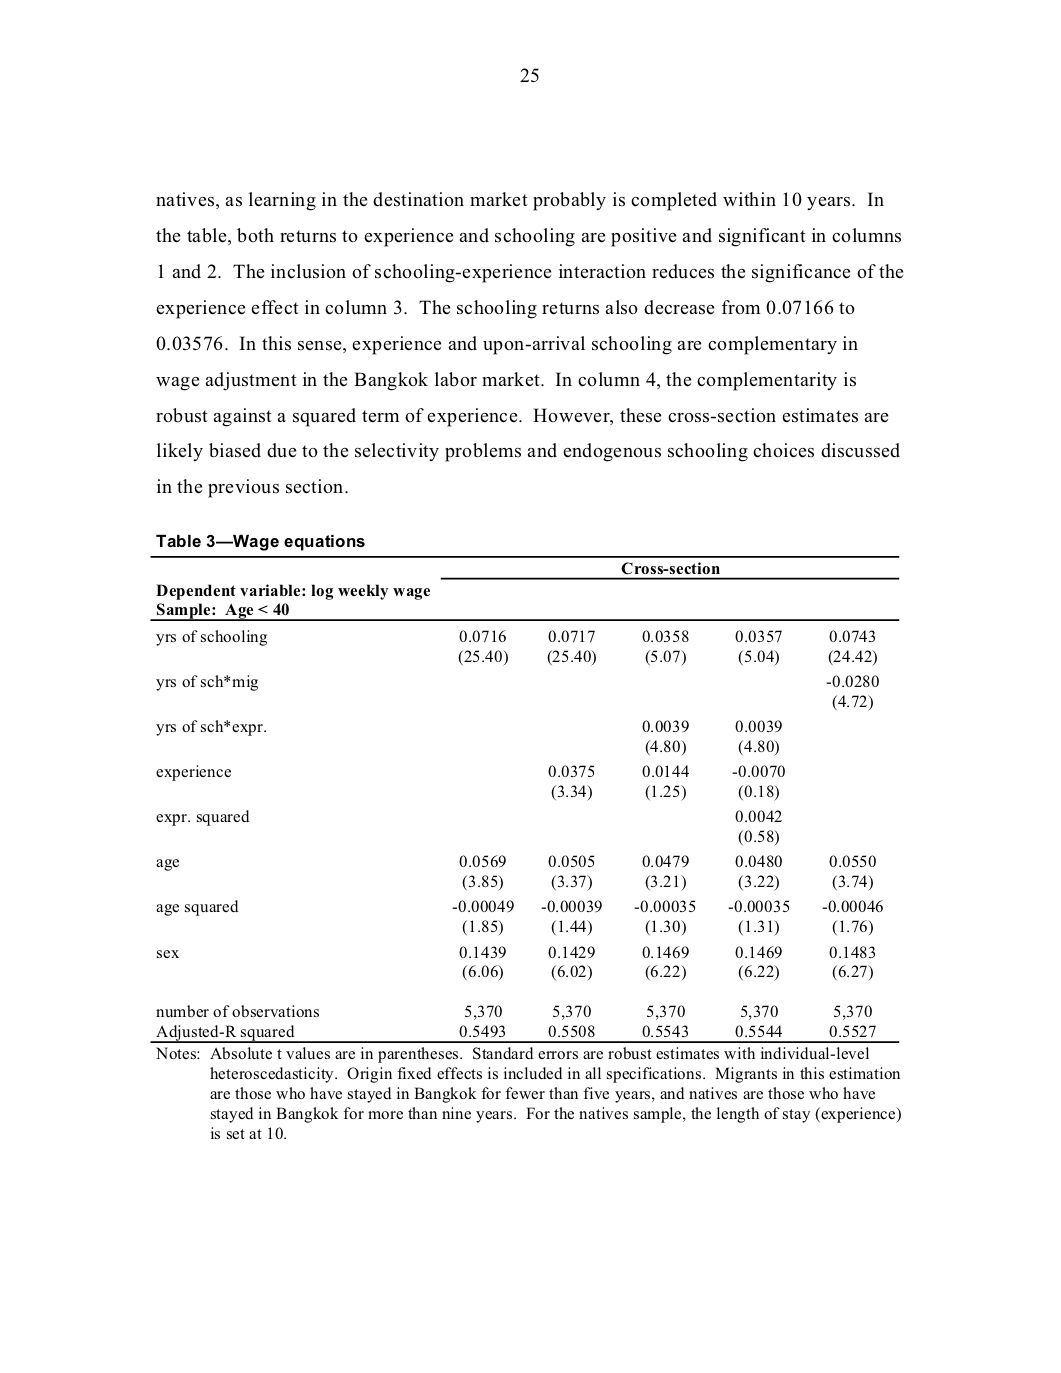 25
natives, as learning in the destination market probably is completed within 10 years. In
the table, both returns to experience and schooling are positive and significant in columns
1 and 2. The inclusion of schooling-experience interaction reduces the significance of the
experience effect in column 3. The schooling returns also decrease from 0.07166 to
0.03576. In this sense, experience and upon-arrival schooling are complementary in
wage adjustment in the Bangkok labor market. In column 4, the complementarity is
robust against a squared term of experience. However, these cross-section estimates are
likely biased due to the selectivity problems and endogenous schooling choices discussed
in the previous section.
Table 3—Wage equations
Cross-section
Dependent variable: log weekly wage
Sample: Age < 40
yrs of schooling 0.0716 0.0717 0.0358 0.0357 0.0743
(25.40) (25.40) (5.07) (5.04) (24.42)
yrs of sch*mig -0.0280
(4.72)
yrs of sch*expr. 0.0039 0.0039
(4.80) (4.80)
experience 0.0375 0.0144 -0.0070
(3.34) (1.25) (0.18)
expr. squared 0.0042
(0.58)
age 0.0569 0.0505 0.0479 0.0480 0.0550
(3.85) (3.37) (3.21) (3.22) (3.74)
age squared -0.00049 -0.00039 -0.00035 -0.00035 -0.00046
(1.85) (1.44) (1.30) (1.31) (1.76)
sex 0.1439 0.1429 0.1469 0.1469 0.1483
(6.06) (6.02) (6.22) (6.22) (6.27)
number of observations 5,370 5,370 5,370 5,370 5,370
Adjusted-R squared 0.5493 0.5508 0.5543 0.5544 0.5527
Notes: Absolute t values are in parentheses. Standard errors are robust estimates with individual-level
heteroscedasticity. Origin fixed effects is included in all specifications. Migrants in this estimation
are those who have stayed in Bangkok for fewer than five years, and natives are those who have
stayed in Bangkok for more than nine years. For the natives sample, the length of stay (experience)
is set at 10.